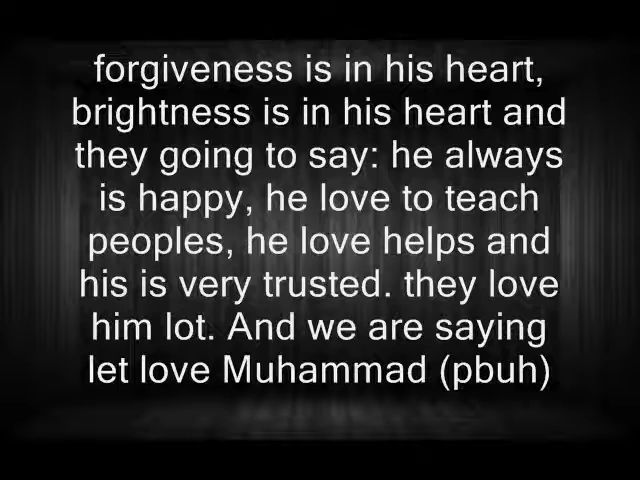 forgiveness is in his heart,
brightness is in his heart and
they going to say: he always
is happy, he love to teach
peoples, he love helps and
his is very trusted. they love
him lot. And we are saying
let love Muhammad (pbuh)